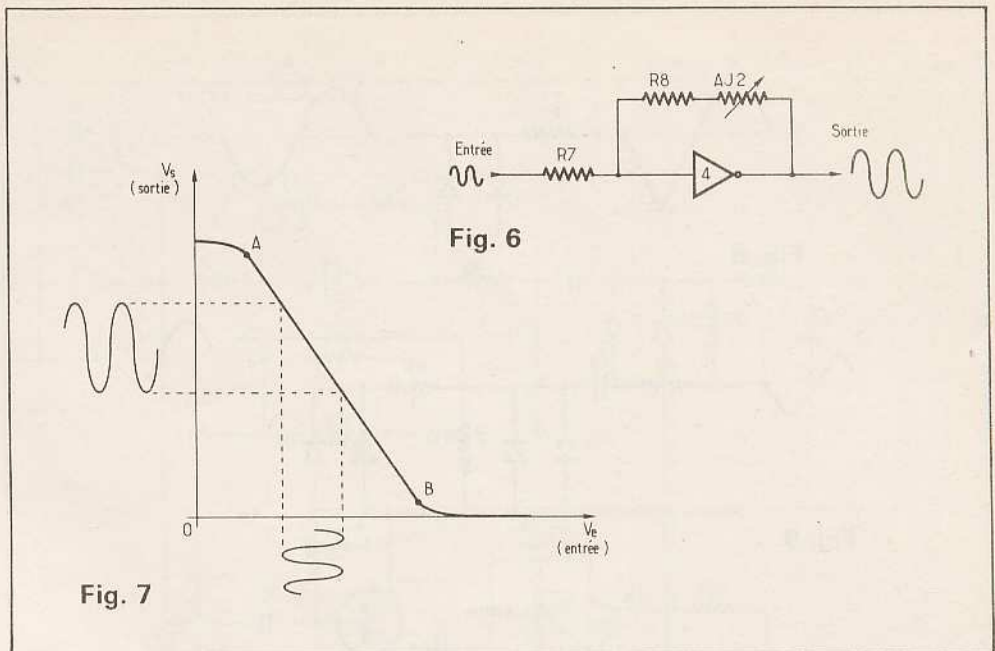 R8
AJ2
Entrée
R7
4
Sortie
Fig. 6
Vs
(sortie)
A
B
0
Ve
(entrée)
Fig. 7